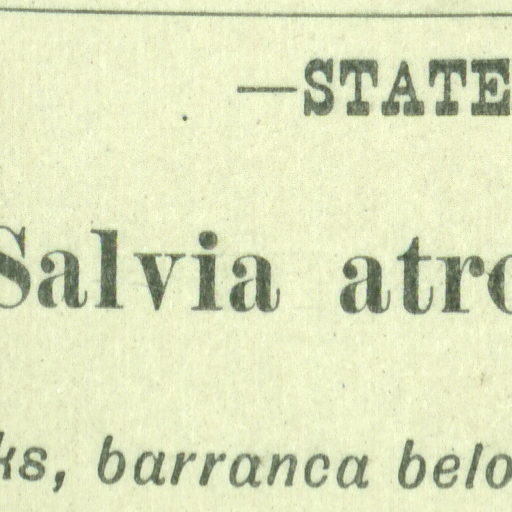 —STATE
Salvia atro
ks, barranca belo